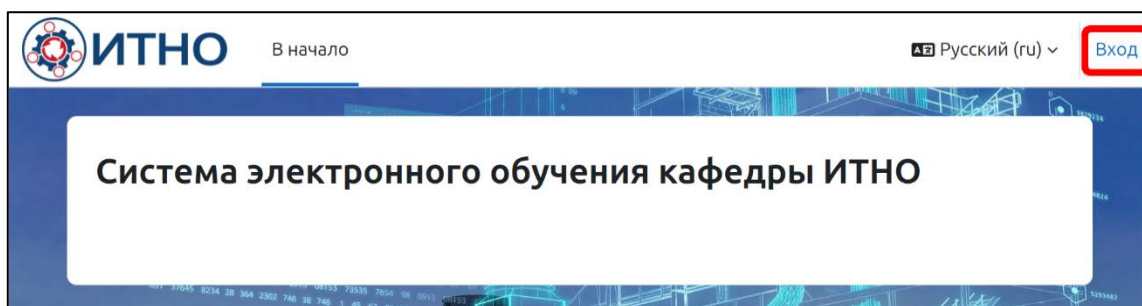 ИТНО
В начало
Русский (ru)
Вход
Система электронного обучения кафедры ИТНО